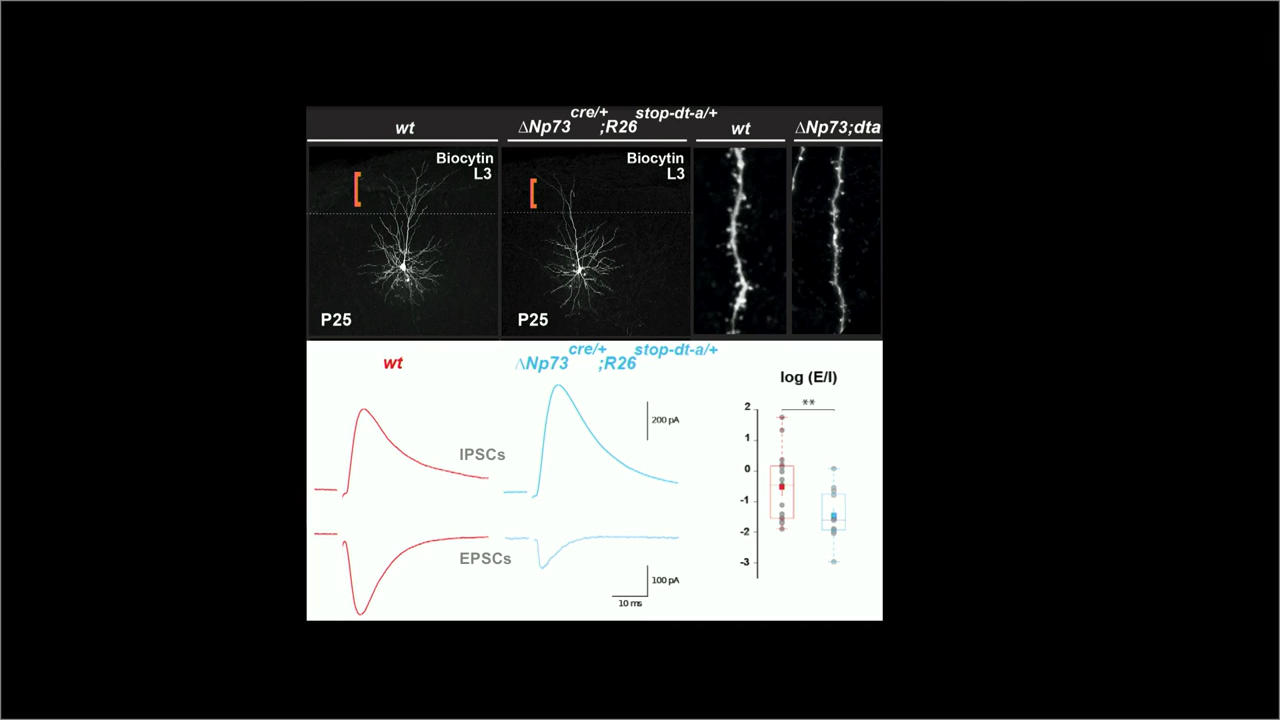 wt
ΔNp73cre/+;R26stop-dt-a/+
wt
ΔNp73;dta
Biocytin
L3
P25
Biocytin
L3
P25
wt
ΔNp73cre/+;R26stop-dt-a/+
200 pA
IPSCs
EPSCs
100 pA
10 ms
log (E/I)
**
2
1
0
-1
-2
-3